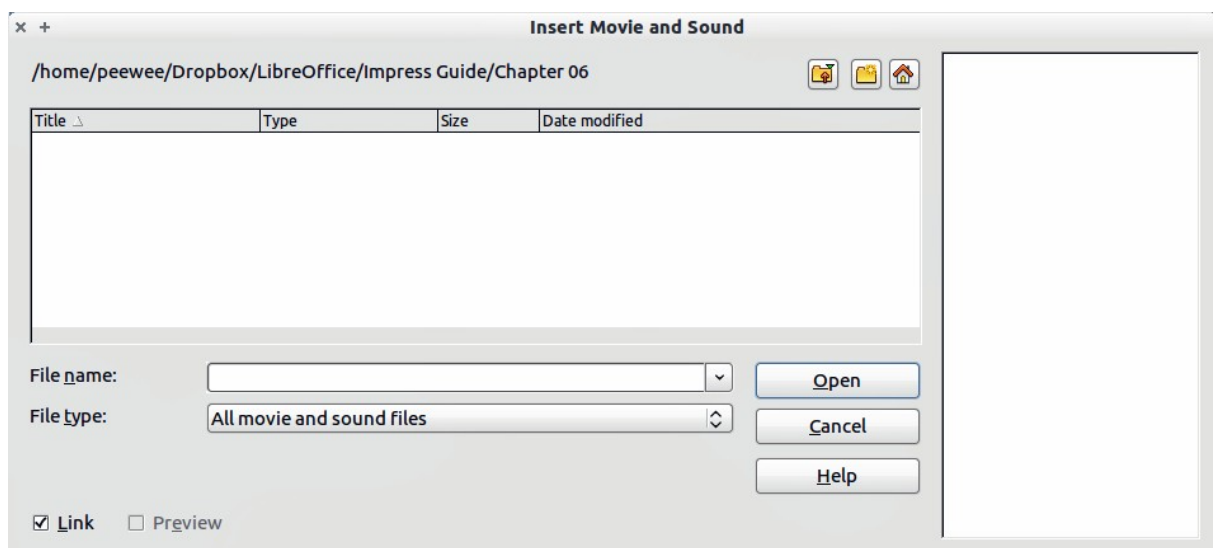 Insert Movie and Sound
/home/peewee/Dropbox/LibreOffice/Impress Guide/Chapter 06
Title Type Size Date modified
File name:
Open
File type: All movie and sound files
Cancel
Help
Link Preview